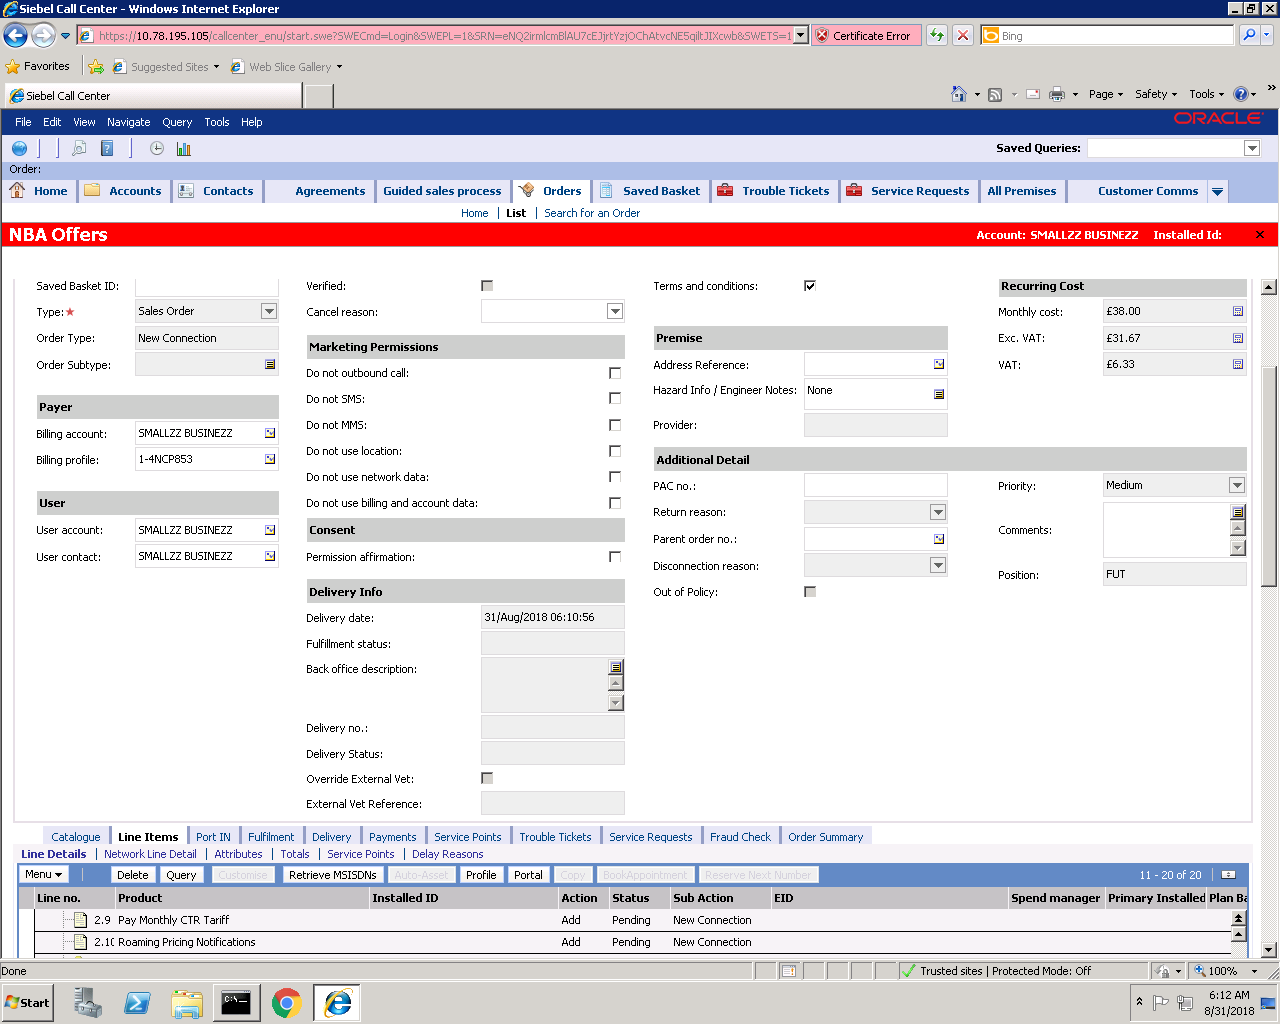 Siebel Call Center - Windows Internet Explorer
https://10.78.195.105/callcenter_enu/start.swe?SWECmd=Login&SWEPL=1&SRN=
Certificate Error
Bing
Favorites
Suggested Sites
Web Slice Gallery
Siebel Call Center
Page
Safety
Tools
File Edit View Navigate Query Tools Help
ORACLE
Saved Queries:
Order:
Home Accounts Contacts Agreements Guided sales process Orders Saved Basket Trouble Tickets Service Requests All Premises Customer Comms
Home | List | Search for an Order
NBA Offers
Account: SMALLZZ BUSINEZZ Installed Id:
Saved Basket ID:
Type:* Sales Order
Order Type: New Connection
Order Subtype:
Payer
Billing account: SMALLZZ BUSINEZZ
Billing profile: 1-4NCP853
User
User account: SMALLZZ BUSINEZZ
User contact: SMALLZZ BUSINEZZ
Verified:
Cancel reason:
Marketing Permissions
Do not outbound call:
Do not SMS:
Do not MMS:
Do not use location:
Do not use network data:
Do not use billing and account data:
Consent
Permission affirmation:
Delivery Info
Delivery date: 31/Aug/2018 06:10:56
Fulfillment status:
Back office description:
Delivery no.:
Delivery Status:
Override External Vet:
External Vet Reference:
Terms and conditions:
Premise
Address Reference:
Hazard Info / Engineer Notes: None
Provider:
Additional Detail
PAC no.:
Return reason:
Parent order no.:
Disconnection reason:
Out of Policy:
Recurring Cost
Monthly cost: £38.00
Exc. VAT: £31.67
VAT: £6.33
Priority: Medium
Comments:
Position: FUT
Catalogue Line Items Port IN Fulfilment Delivery Payments Service Points Trouble Tickets Service Requests Fraud Check Order Summary
Line Details | Network Line Detail | Attributes | Totals | Service Points | Delay Reasons
Menu Delete Query Customise Retrieve MSISDNs Auto-Asset Profile Portal Copy BookAppointment Reserve Next Number 11 - 20 of 20
Line no. Product Installed ID Action Status Sub Action EID Spend manager Primary Installed Plan Ba
2.9 Pay Monthly CTR Tariff Add Pending New Connection
2.10 Roaming Pricing Notifications Add Pending New Connection
Done
Trusted sites | Protected Mode: Off
100%
Start
C:\.
6:12 AM
8/31/2018